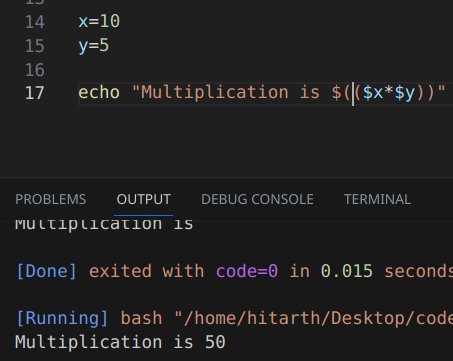 14 x=10
15 y=5
16
17 echo "Multiplication is $(($x*$y))"
PROBLEMS OUTPUT DEBUG CONSOLE TERMINAL
Multiplication is
[Done] exited with code=0 in 0.015 seconds
[Running] bash "/home/hitarth/Desktop/code
Multiplication is 50